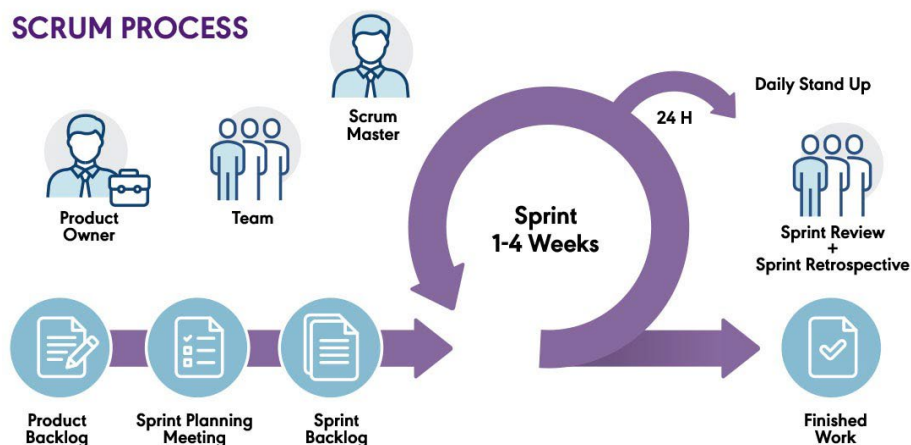 SCRUM PROCESS
Product
Owner
Team
Scrum
Master
Sprint
1-4 Weeks
24 H
Daily Stand Up
Sprint Review
+
Sprint Retrospective
Product
Backlog
Sprint Planning
Meeting
Sprint
Backlog
Finished
Work